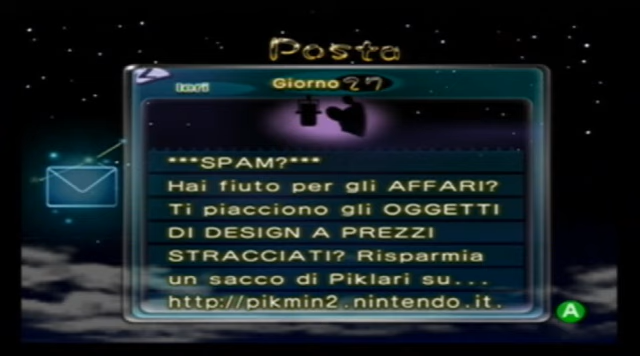 Posta
Ieri
Giorno 27
***SPAM?***
Hai fiuto per gli AFFARI?
Ti piacciono gli OGGETTI
DI DESIGN A PREZZI
STRACCIATI? Risparmia
un sacco di Piklari su...
http://pikmin2.nintendo.it.
A